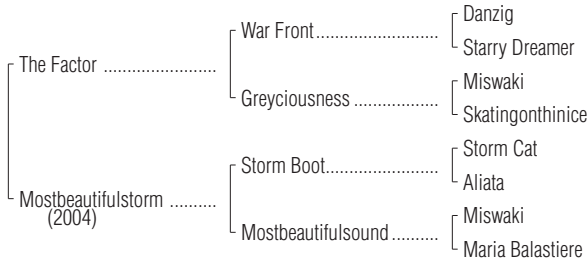 Danzig
War Front
Starry Dreamer
The Factor
Miswaki
Greyciousness
Skatingonthinice
Storm Cat
Storm Boot
Aliata
Mostbeautifulstorm
(2004)
Miswaki
Mostbeautifulsound
Maria Balastiere